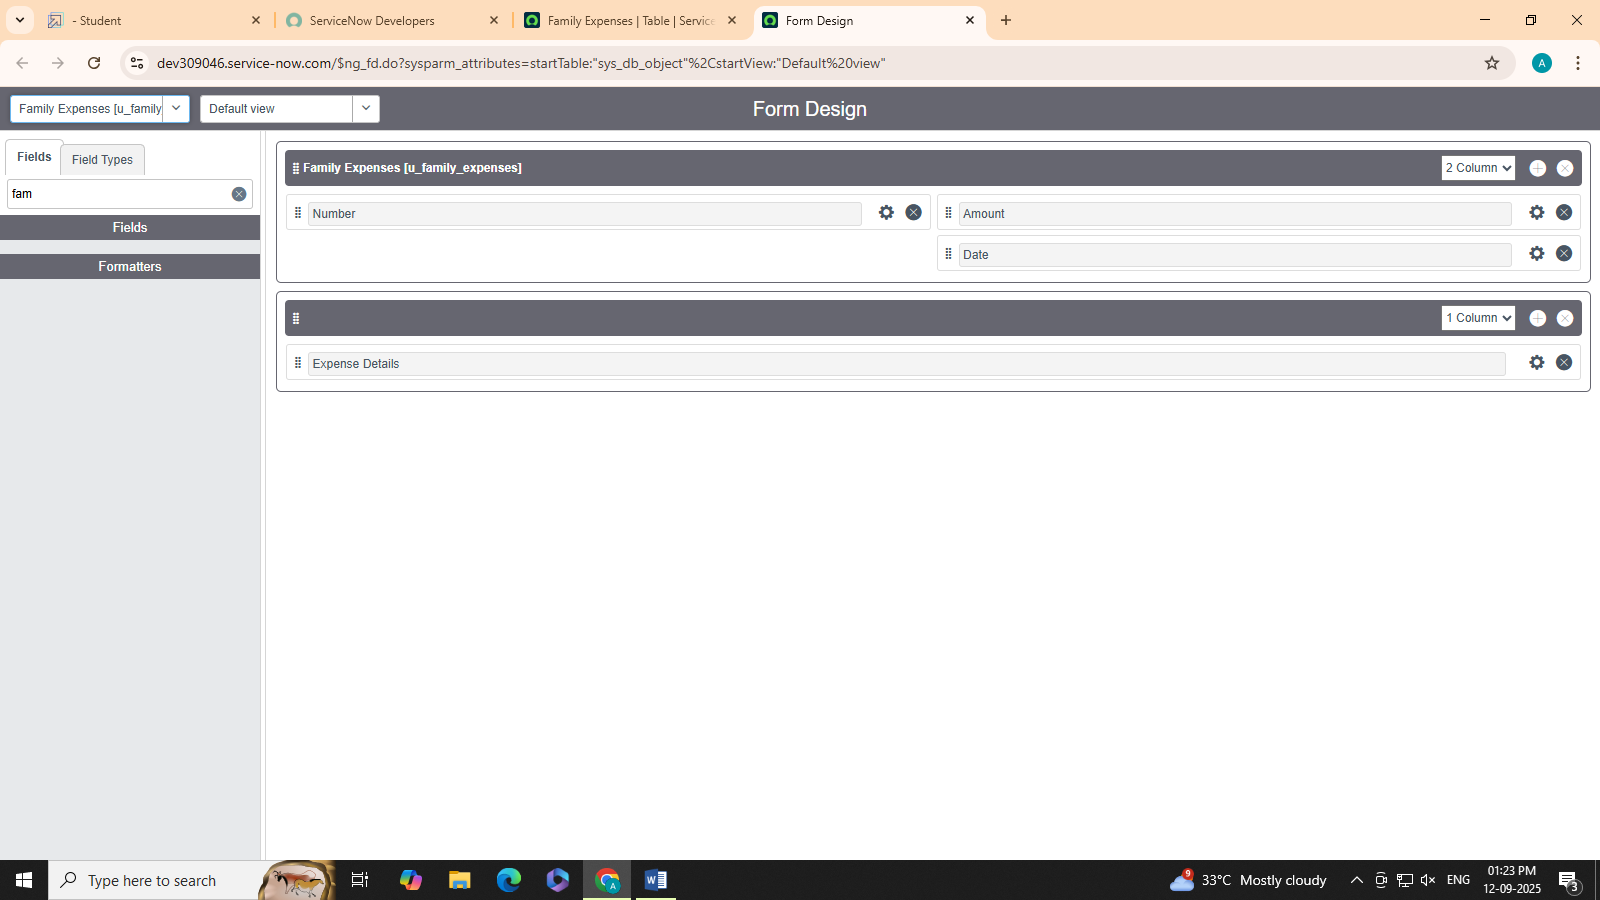 - Student
ServiceNow Developers
Family Expenses | Table | Service
Form Design
dev309046.service-now.com/$ng_fd.do?sysparm_attributes=startTable:"sys_db_object"%2CstartView:"Default%20view"
A
Family Expenses [u_family
Default view
Form Design
Fields
Field Types
fam
Fields
Formatters
Family Expenses [u_family_expenses]
2 Column
Number
Amount
Date
1 Column
Expense Details
Type here to search
A
W
9
33°C Mostly cloudy
ENG
01:23 PM
12-09-2025
3